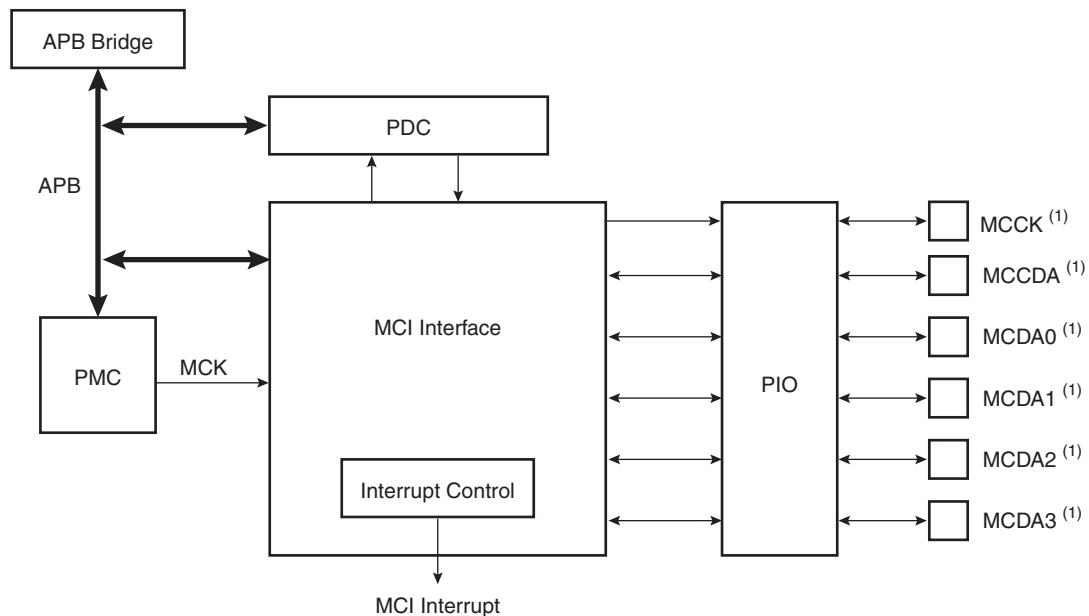 APB Bridge
PDC
APB
MCCK (1)
MCCDA (1)
MCI Interface
MCDA0 (1)
PMC
MCK
PIO
MCDA1 (1)
MCDA2 (1)
Interrupt Control
MCDA3 (1)
MCI Interrupt